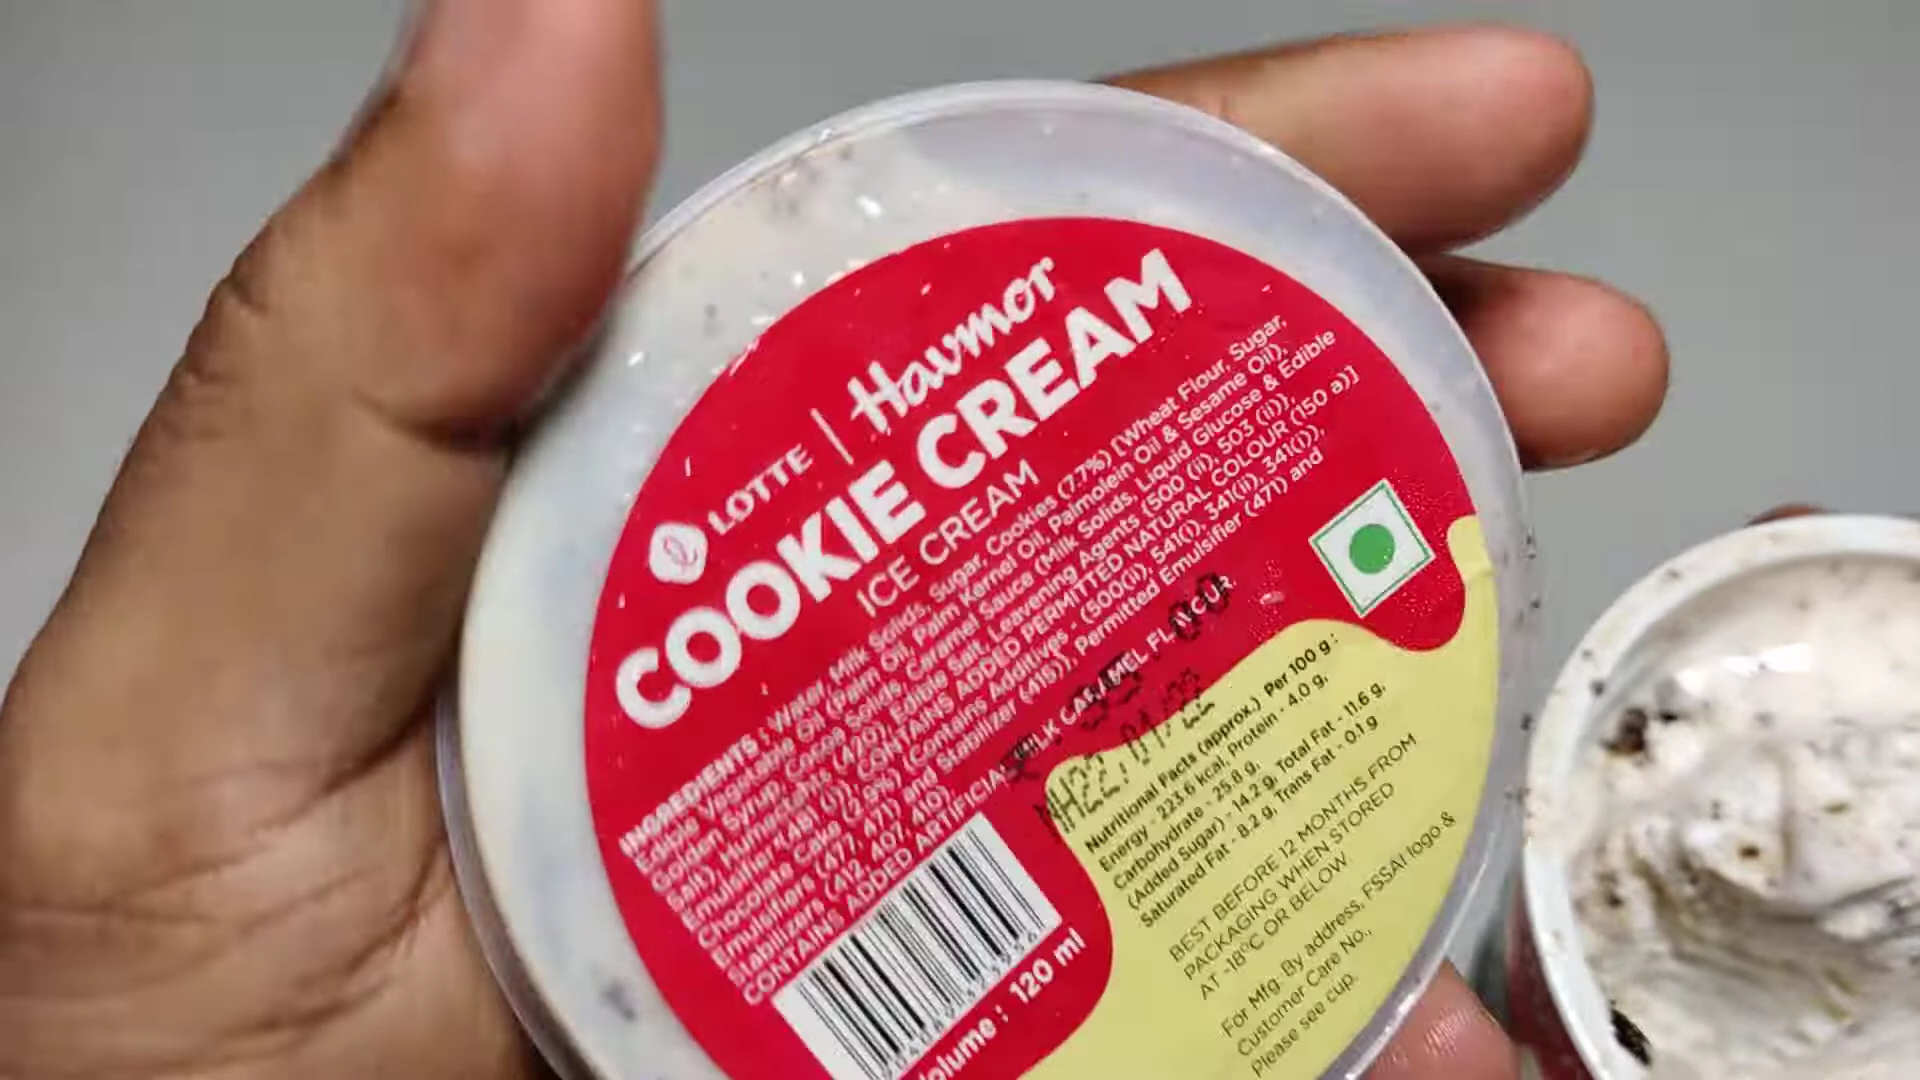 LOTTE | Havmor
COOKIE CREAM
ICE CREAM
INGREDIENTS : Water, Milk Solids, Sugar, Cookies (7.7%) [Wheat Flour, Sugar,
Edible Vegetable Oil (Palm Oil, Palm Kernel Oil, Palmolein Oil & Sesame Oil),
Golden Syrup, Cocoa Solids, Caramel Sauce (Milk Solids, Liquid Glucose & Edible
Salt), Humectants (420), Edible Salt, Leavening Agents (500 (ii), 503 (ii)),
Emulsifier CONTAINS ADDED PERMITTED NATURAL COLOUR (150 a)]
Chocolate Cake (Contains Additives - (500(ii), 541(i), 341(ii), 341(i)),
Emulsifiers (477, 471) and Stabilizer (415)), Permitted Emulsifier (471) and
Stabilizers (412, 407, 410)
CONTAINS ADDED ARTIFICIAL MILK CARAMEL FLAVOUR
Nutritional Facts (approx.) Per 100 g :
Energy - 223.6 kcal, Protein - 4.0 g,
Carbohydrate - 25.8 g,
(Added Sugar) - 14.2 g, Total Fat - 11.6 g,
Saturated Fat - 8.2 g, Trans Fat - 0.1 g
BEST BEFORE 12 MONTHS FROM
PACKAGING WHEN STORED
AT -18°C OR BELOW.
For Mfg. By address, FSSAI logo &
Customer Care No.,
Please see cup.
Volume : 120 ml